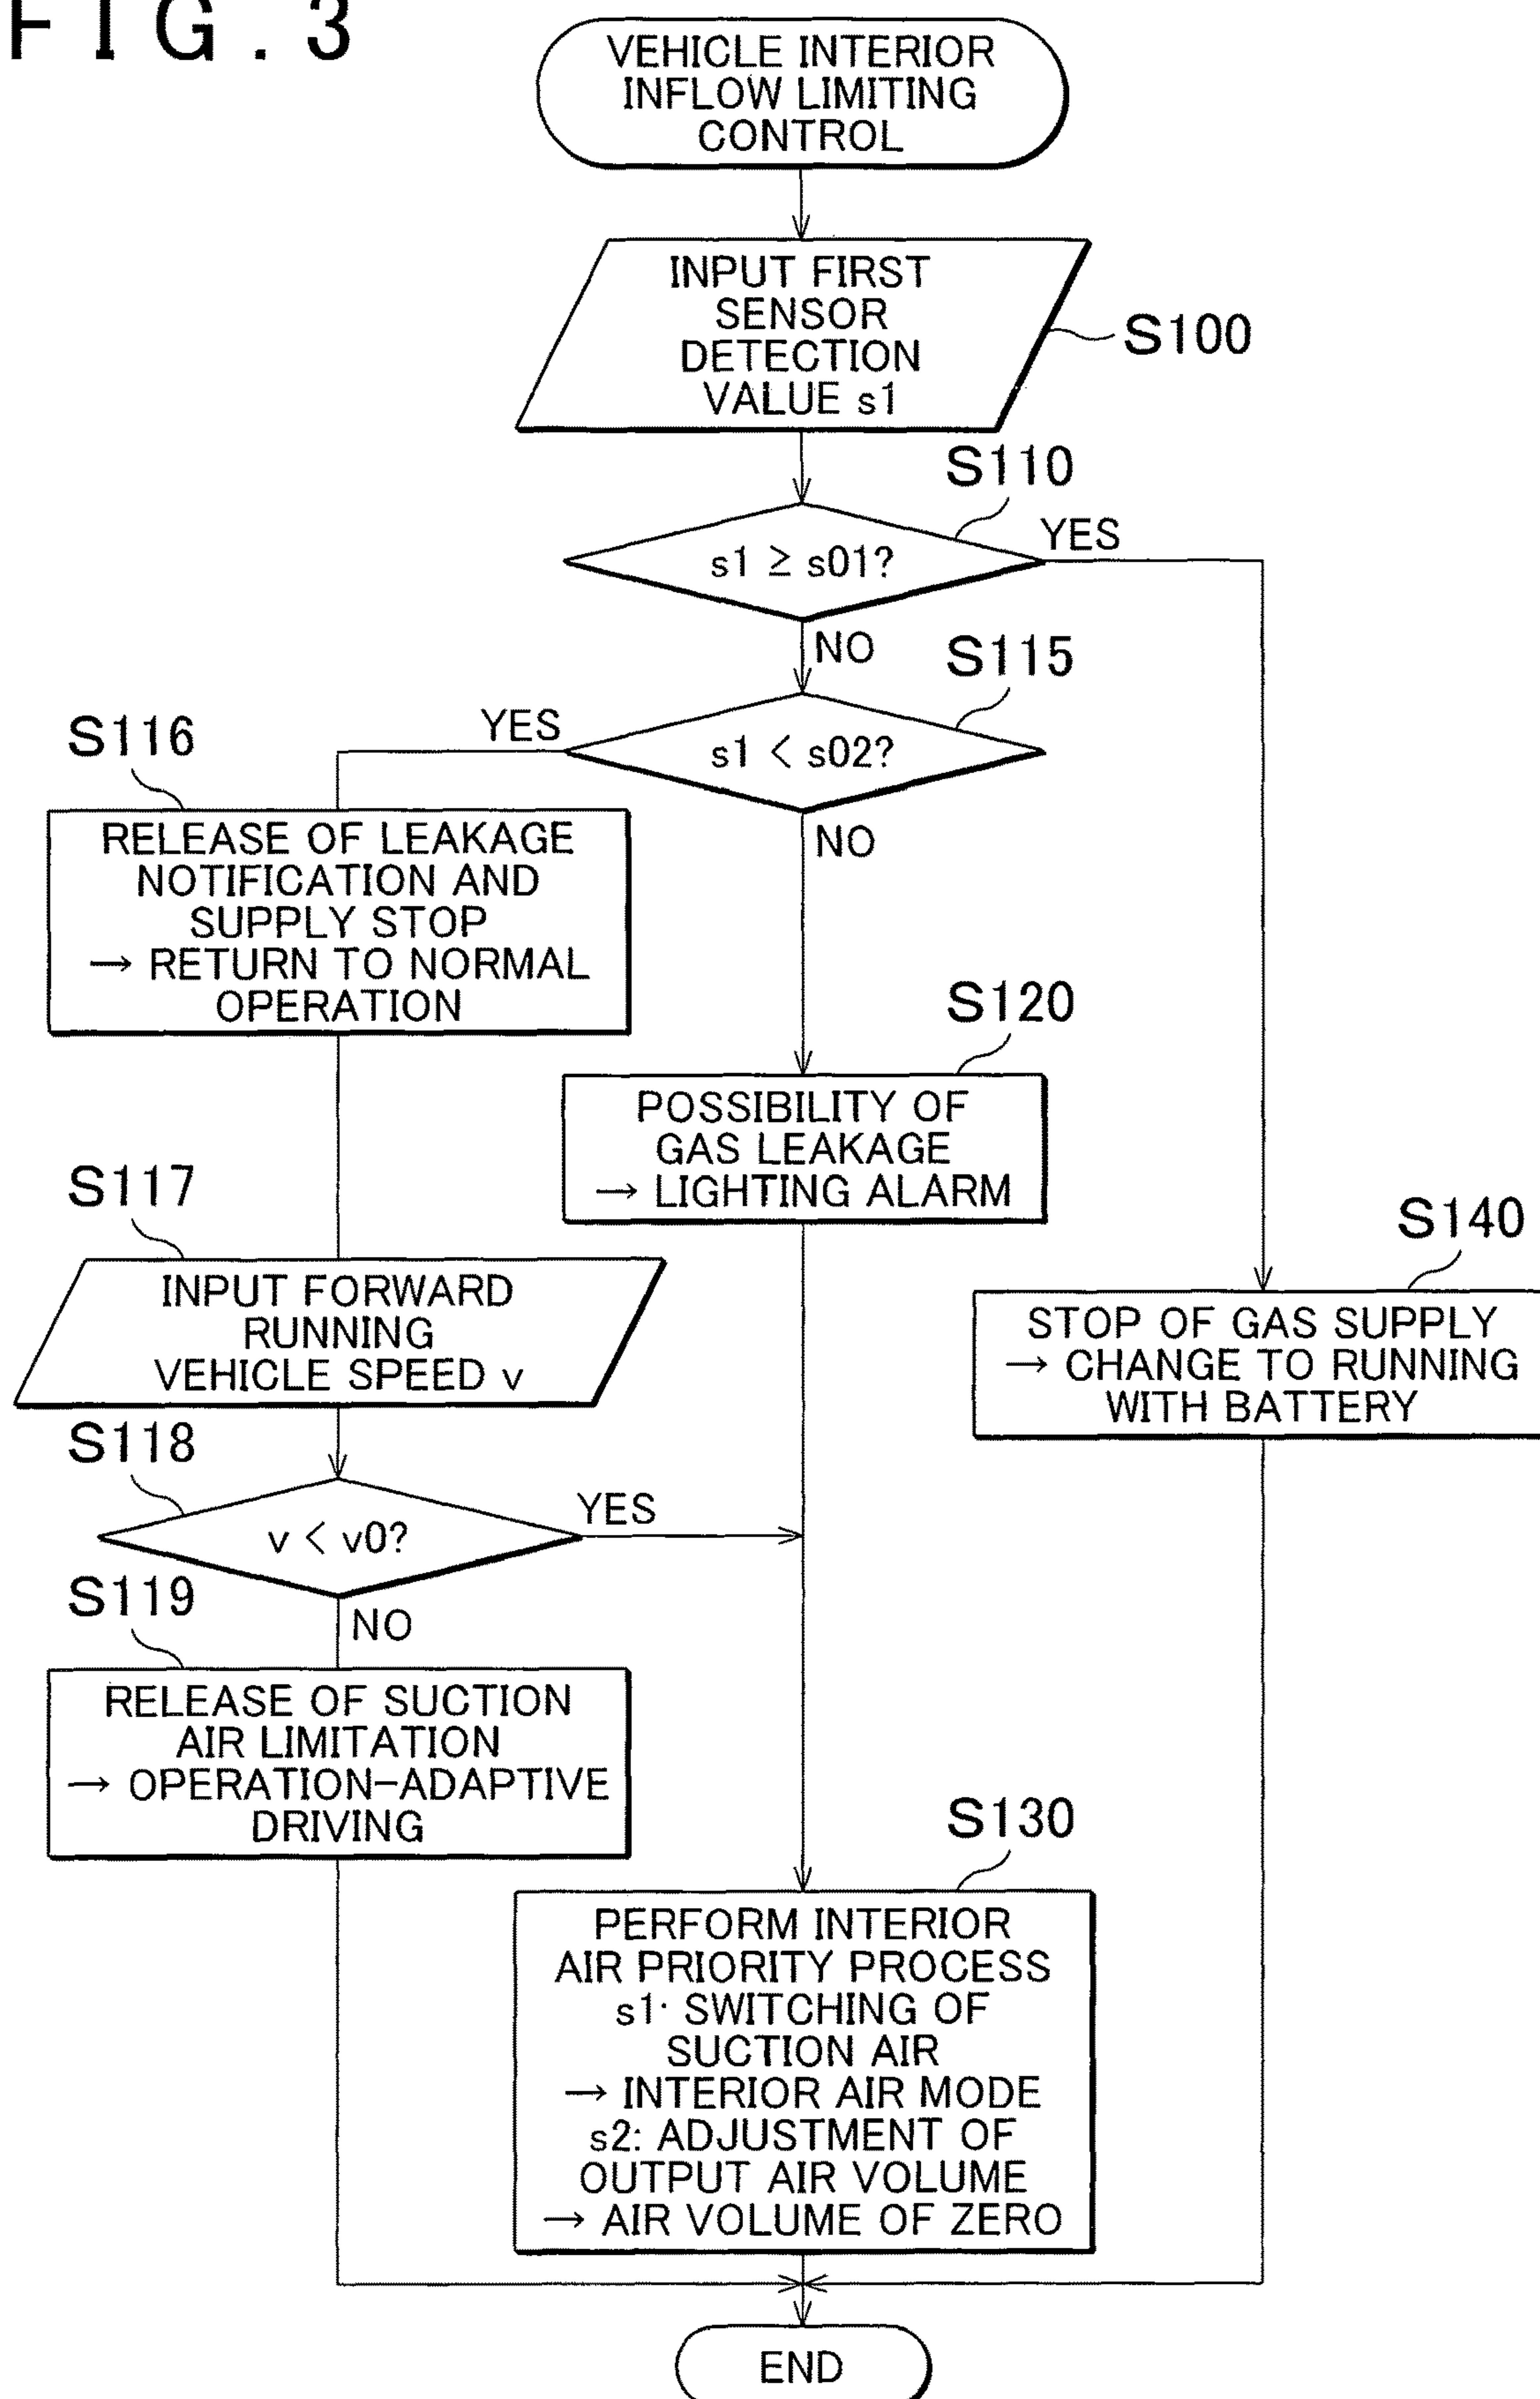 FIG. 3
VEHICLE INTERIOR
INFLOW LIMITING
CONTROL
INPUT FIRST
SENSOR
DETECTION
VALUE s1
S100
S110
s1 ≥ s01?
YES
NO
S115
s1 < s02?
YES
NO
S116
RELEASE OF LEAKAGE
NOTIFICATION AND
SUPPLY STOP
→ RETURN TO NORMAL
OPERATION
S120
POSSIBILITY OF
GAS LEAKAGE
→ LIGHTING ALARM
S117
INPUT FORWARD
RUNNING
VEHICLE SPEED v
S140
STOP OF GAS SUPPLY
→ CHANGE TO RUNNING
WITH BATTERY
S118
v < v0?
YES
NO
S119
RELEASE OF SUCTION
AIR LIMITATION
→ OPERATION-ADAPTIVE
DRIVING
S130
PERFORM INTERIOR
AIR PRIORITY PROCESS
s1: SWITCHING OF
SUCTION AIR
→ INTERIOR AIR MODE
s2: ADJUSTMENT OF
OUTPUT AIR VOLUME
→ AIR VOLUME OF ZERO
END